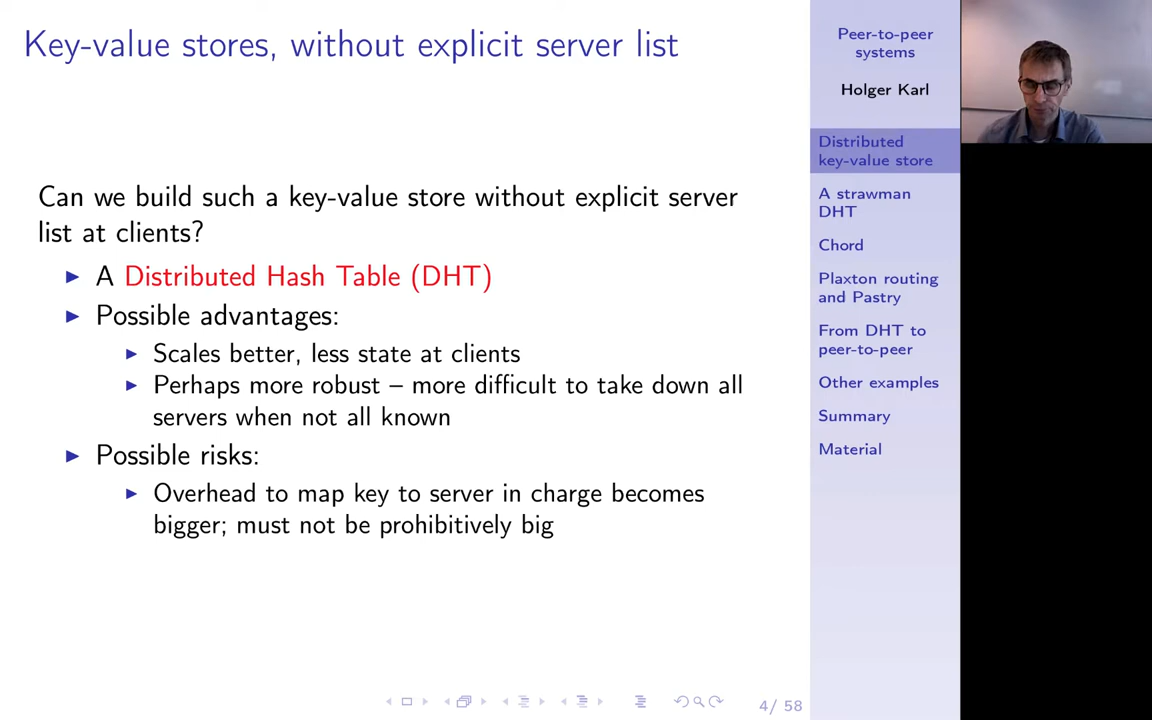 Key-value stores, without explicit server list
Can we build such a key-value store without explicit server
list at clients?
A Distributed Hash Table (DHT)
Possible advantages:
Scales better, less state at clients
Perhaps more robust – more difficult to take down all
servers when not all known
Possible risks:
Overhead to map key to server in charge becomes
bigger; must not be prohibitively big
4/ 58
Peer-to-peer
systems
Holger Karl
Distributed
key-value store
A strawman
DHT
Chord
Plaxton routing
and Pastry
From DHT to
peer-to-peer
Other examples
Summary
Material